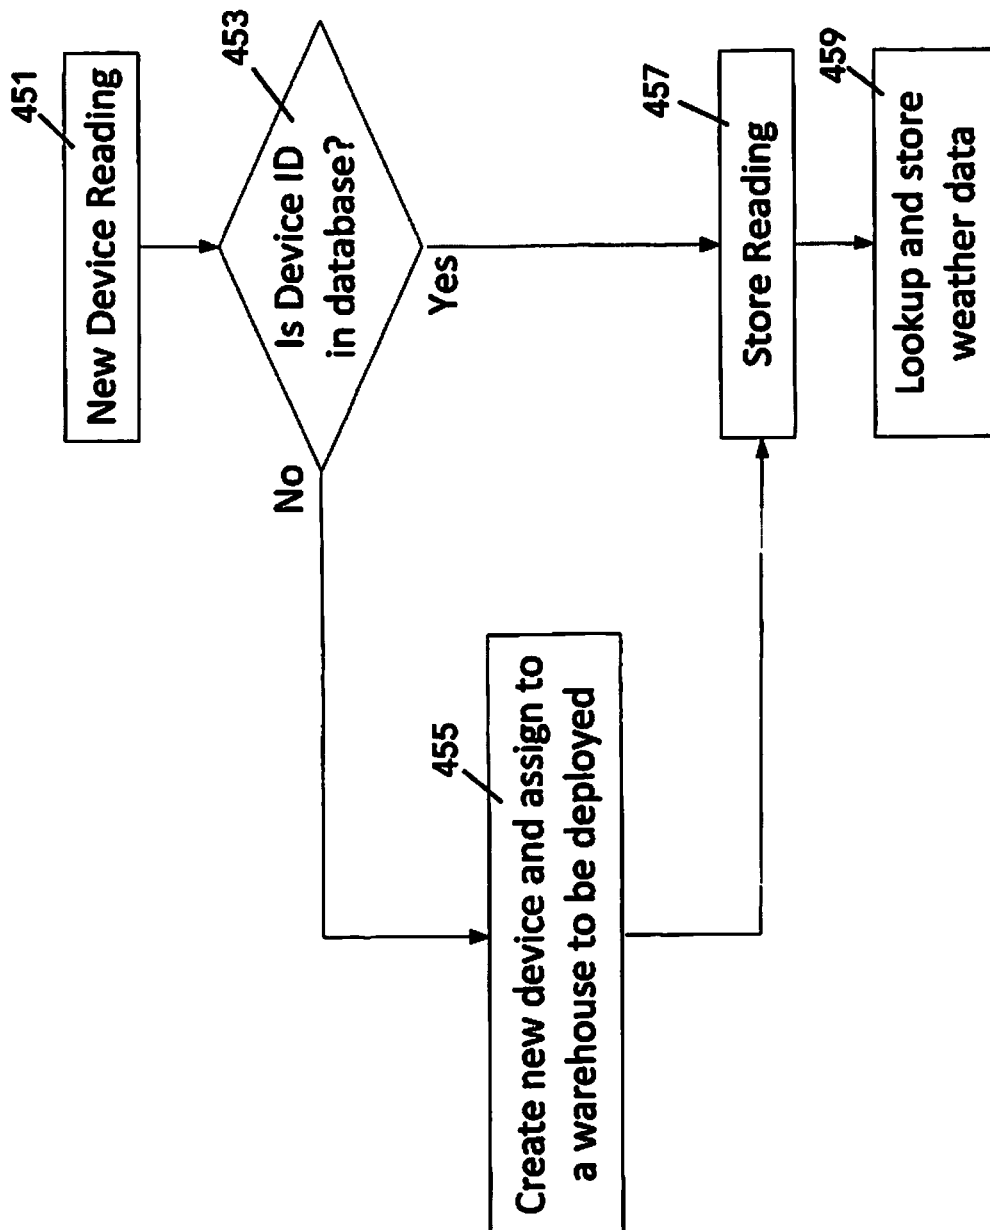 451
New Device Reading
453
Is Device ID
in database?
No
Yes
455
Create new device and assign to
a warehouse to be deployed
457
Store Reading
459
Lookup and store
weather data